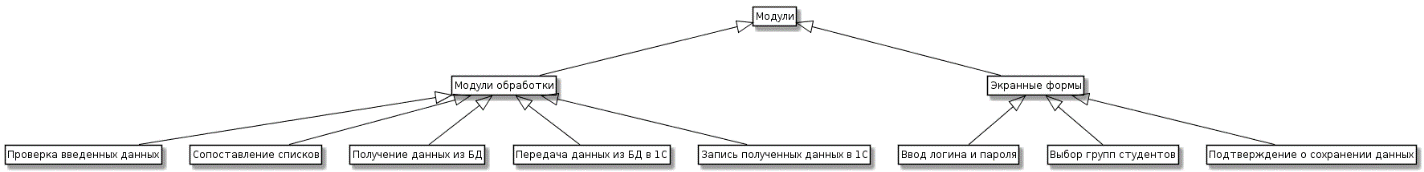 Модули
Модули обработки
Экранные формы
Проверка введенных данных
Сопоставление списков
Получение данных из БД
Передача данных из БД в 1С
Запись полученных данных в 1С
Ввод логина и пароля
Выбор групп студентов
Подтверждение о сохранении данных